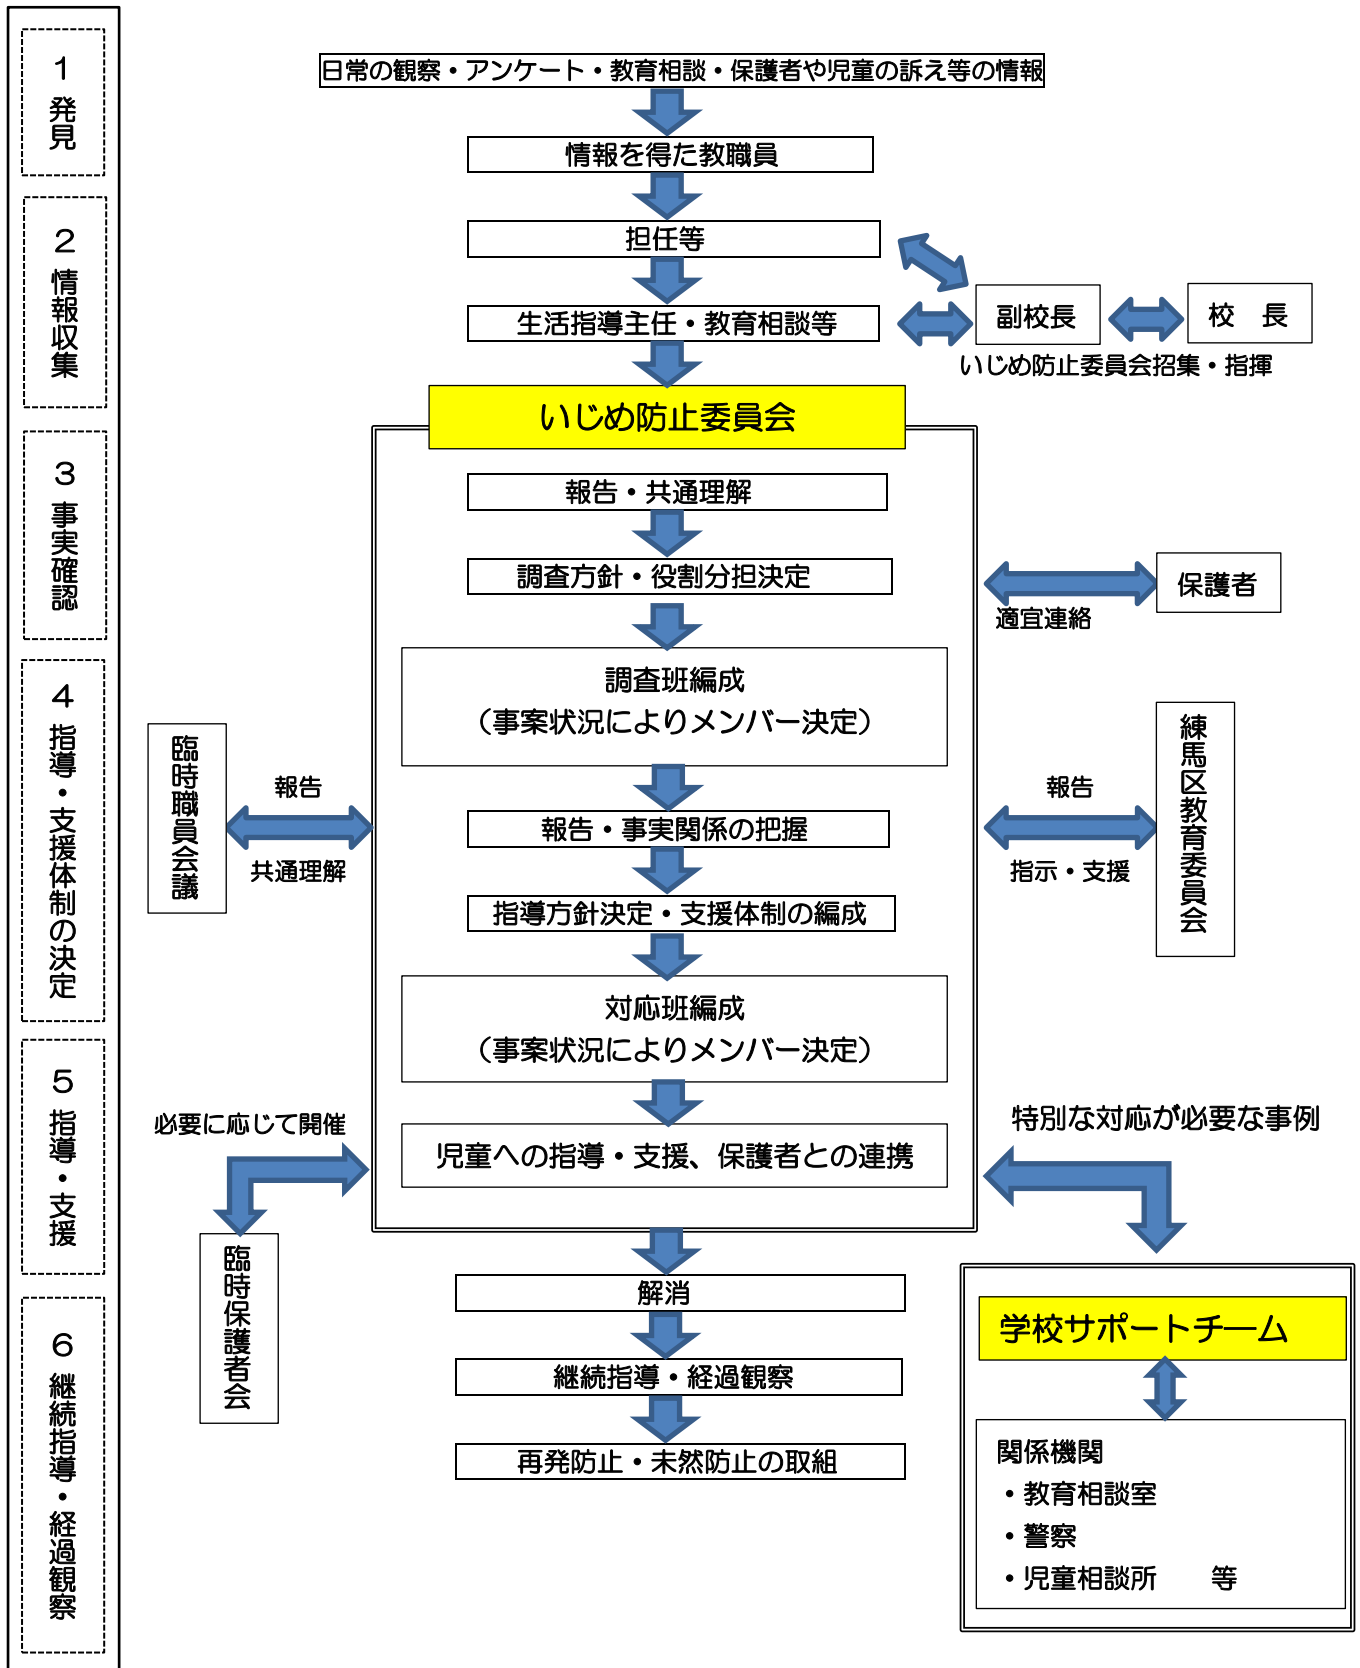 1 発見
2 情報収集
3 事実確認
4 指導・支援体制の決定
5 指導・支援
6 継続指導・経過観察
日常の観察・アンケート・教育相談・保護者や児童の訴え等の情報
情報を得た教職員
担任等
生活指導主任・教育相談等
副校長
校　長
いじめ防止委員会招集・指揮
いじめ防止委員会
報告・共通理解
調査方針・役割分担決定
保護者
適宜連絡
調査班編成
（事案状況によりメンバー決定）
臨時職員会議
報告
共通理解
報告・事実関係の把握
練馬区教育委員会
報告
指示・支援
指導方針決定・支援体制の編成
対応班編成
（事案状況によりメンバー決定）
児童への指導・支援、保護者との連携
必要に応じて開催
臨時保護者会
特別な対応が必要な事例
解消
継続指導・経過観察
再発防止・未然防止の取組
学校サポートチーム
関係機関
・教育相談室
・警察
・児童相談所　　等